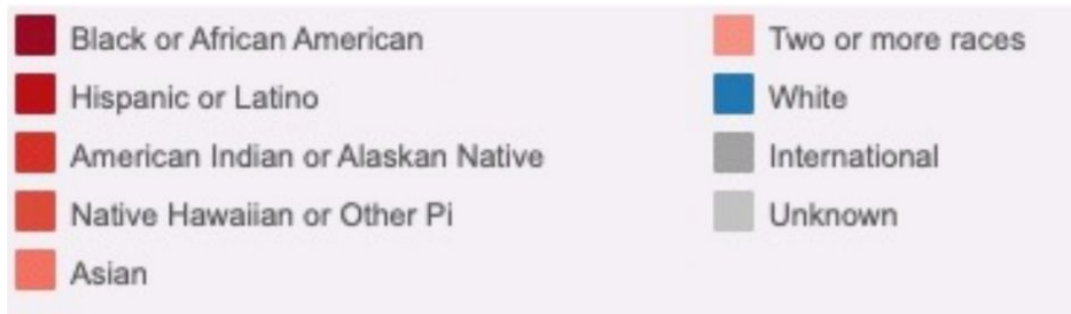 Black or African American
Hispanic or Latino
American Indian or Alaskan Native
Native Hawaiian or Other Pi
Asian
Two or more races
White
International
Unknown